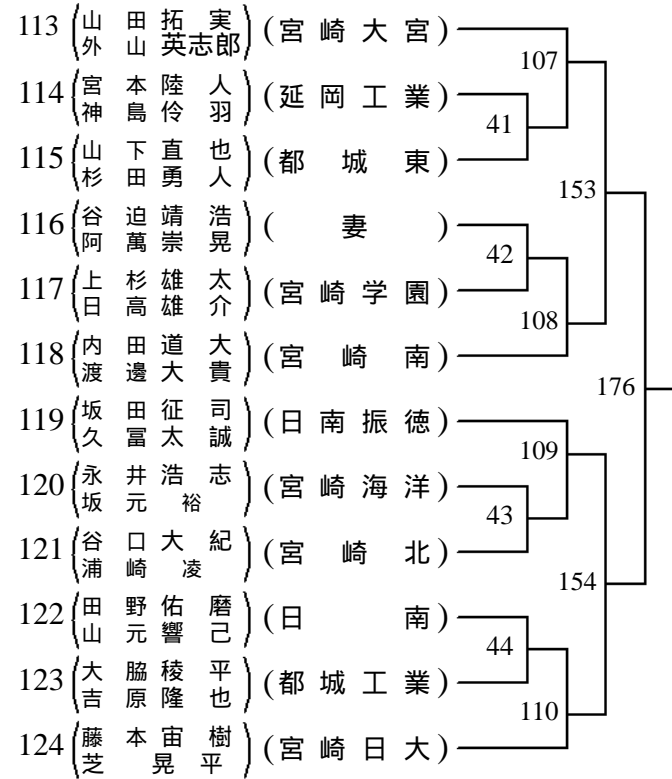 113 (山田拓実 外山英志郎) (宮崎大宮)
107
114 (宮本陸人 神島伶羽) (延岡工業)
41
115 (山下直也 杉田勇人) (都城東)
153
116 (谷迫靖浩 阿萬崇晃) (妻)
42
117 (上杉雄太 日高雄介) (宮崎学園)
108
118 (内田道大 渡邊大貴) (宮崎南)
176
119 (坂田征司 久冨太誠) (日南振徳)
109
120 (永井浩志 坂元裕) (宮崎海洋)
43
121 (谷口大紀 浦崎凌) (宮崎北)
154
122 (田野佑磨 山元響己) (日南)
44
123 (大脇稜平 吉原隆也) (都城工業)
110
124 (藤本宙樹 芝晃平) (宮崎日大)